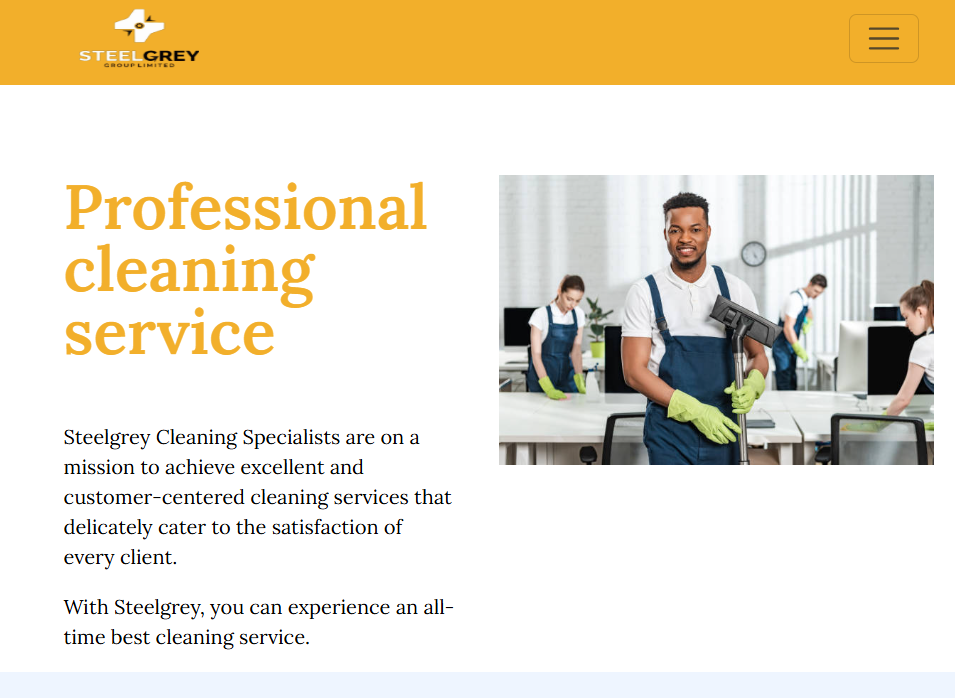 STEELGREY
GROUP LIMITED
Professional
cleaning
service
Steelgrey Cleaning Specialists are on a
mission to achieve excellent and
customer-centered cleaning services that
delicately cater to the satisfaction of
every client.
With Steelgrey, you can experience an all-
time best cleaning service.